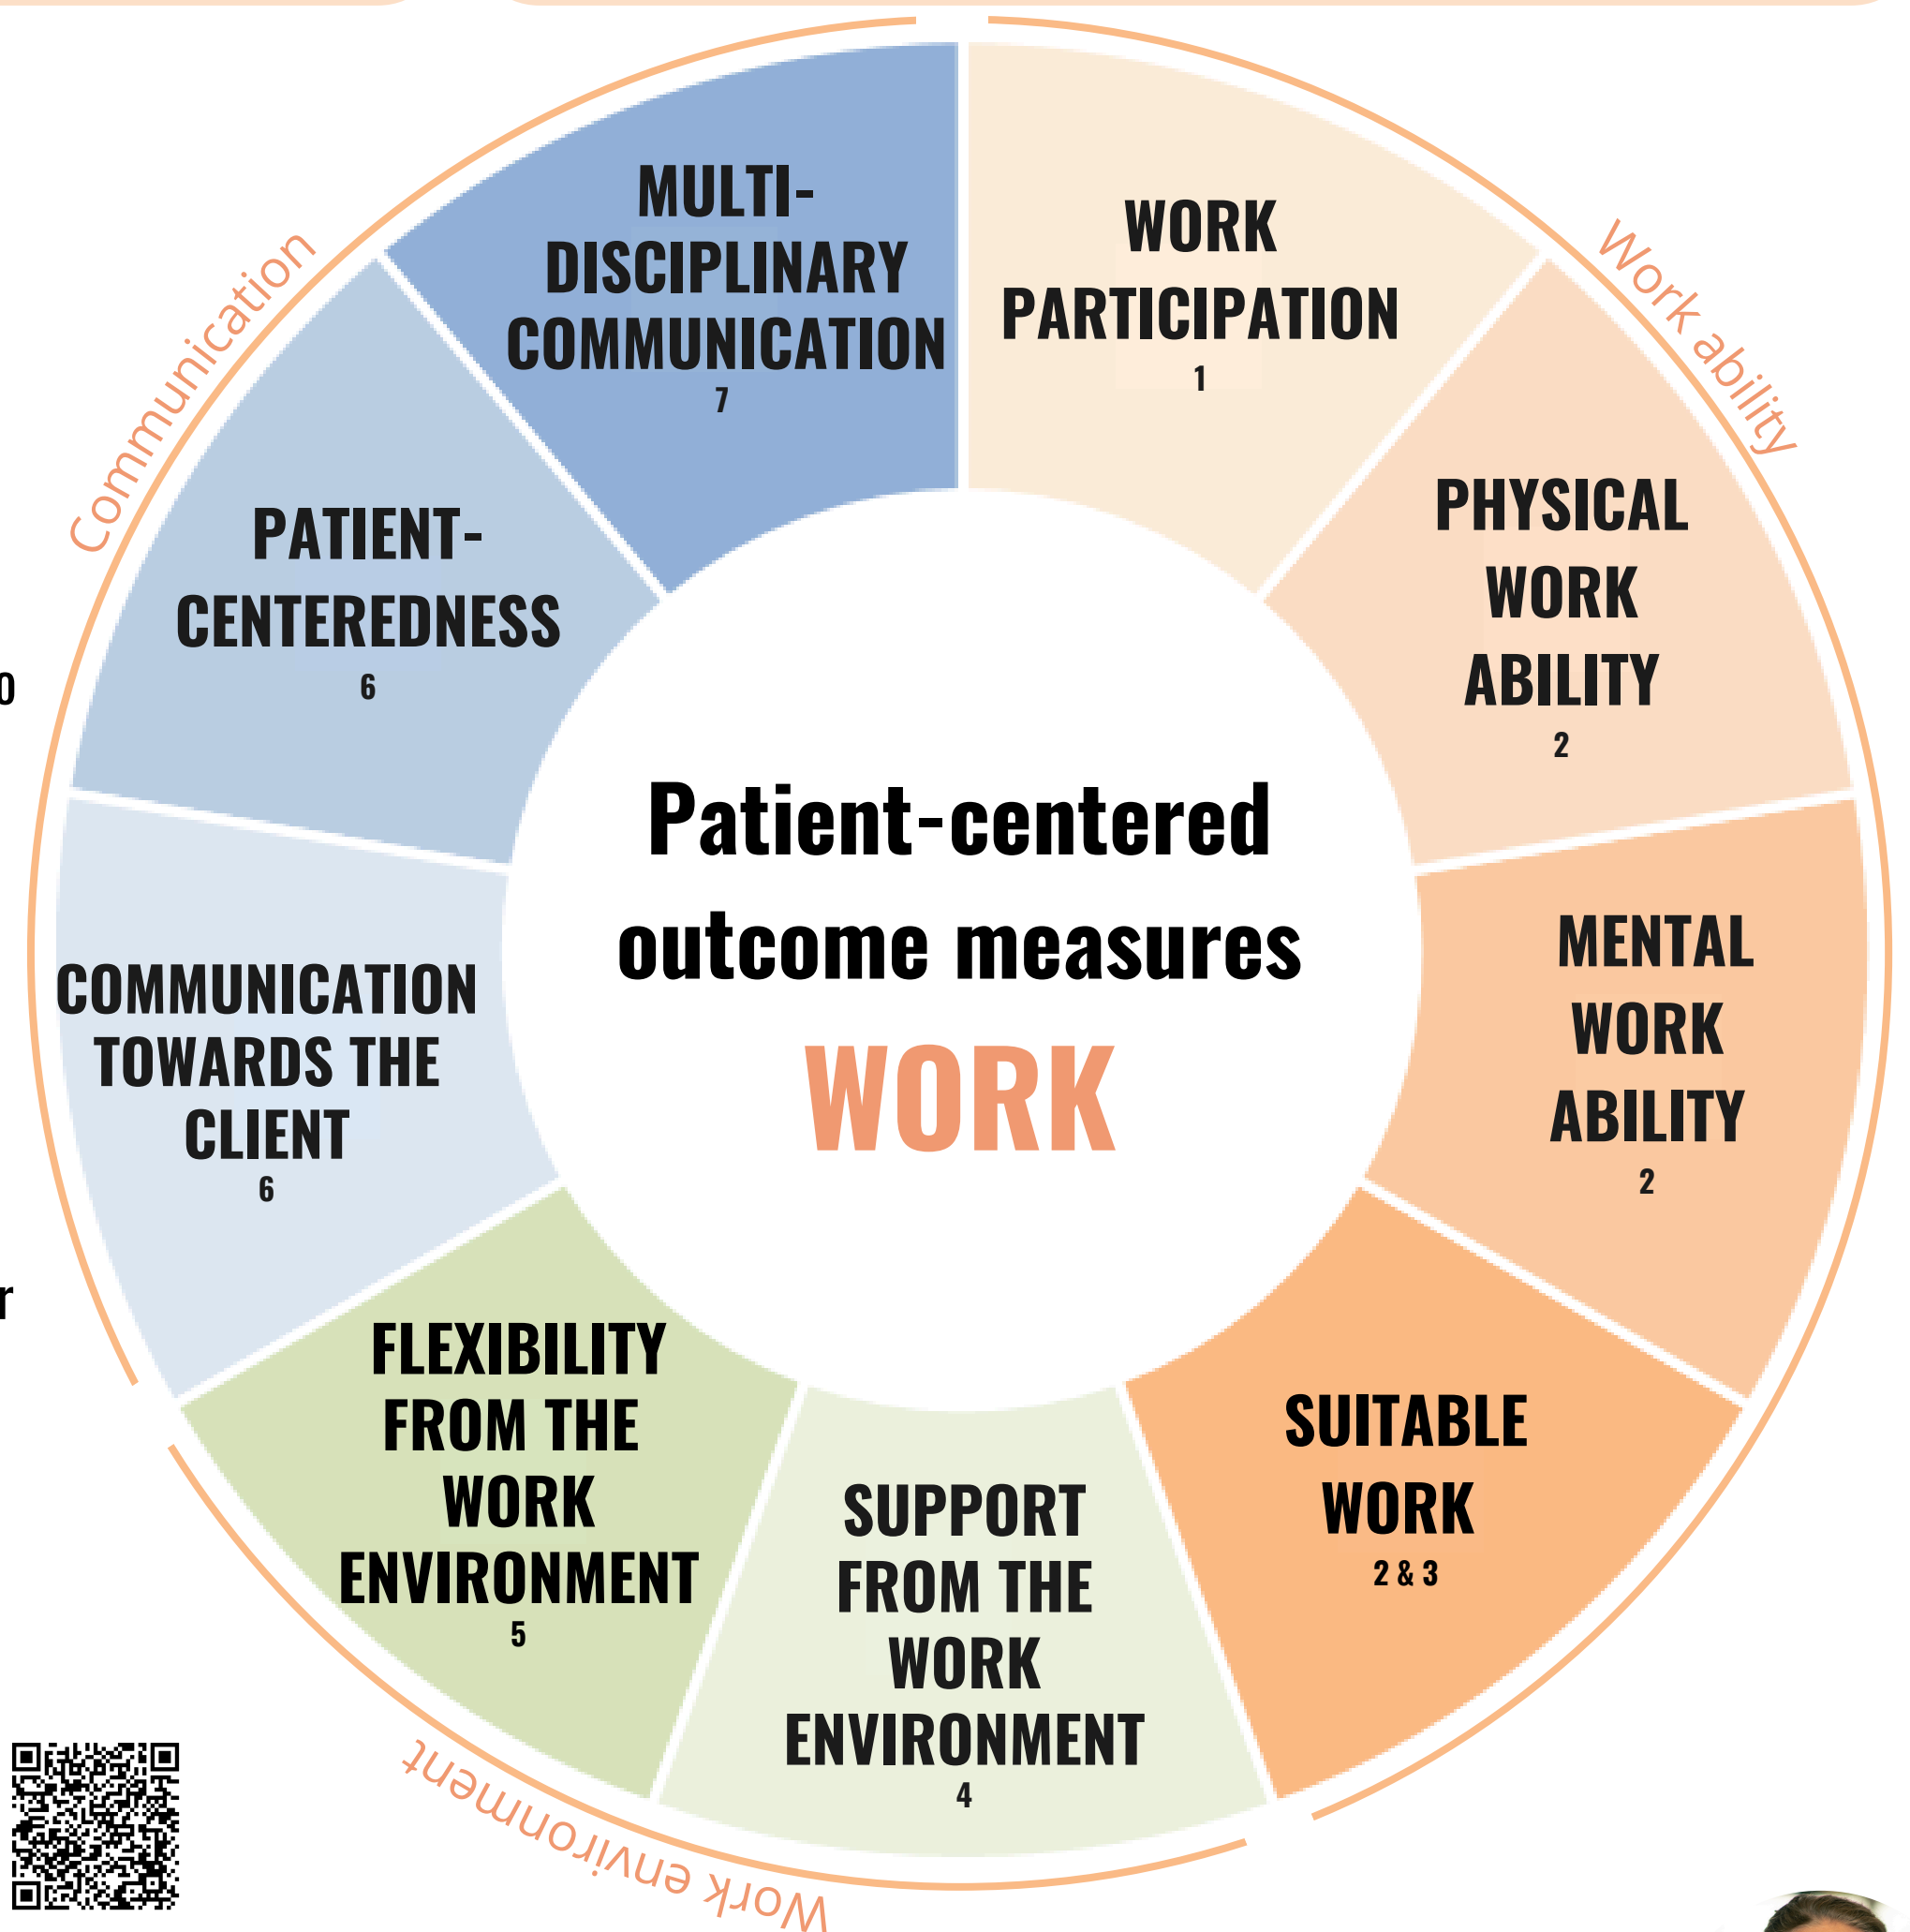 MULTI-
DISCIPLINARY
COMMUNICATION
7
WORK
PARTICIPATION
1
PHYSICAL
WORK
ABILITY
2
MENTAL
WORK
ABILITY
2
SUITABLE
WORK
2 & 3
SUPPORT
FROM THE
WORK
ENVIRONMENT
4
FLEXIBILITY
FROM THE
WORK
ENVIRONMENT
5
COMMUNICATION
TOWARDS THE
CLIENT
6
PATIENT-
CENTEREDNESS
6
Patient-centered
outcome measures
WORK
Communication
Work ability
Work environment
r